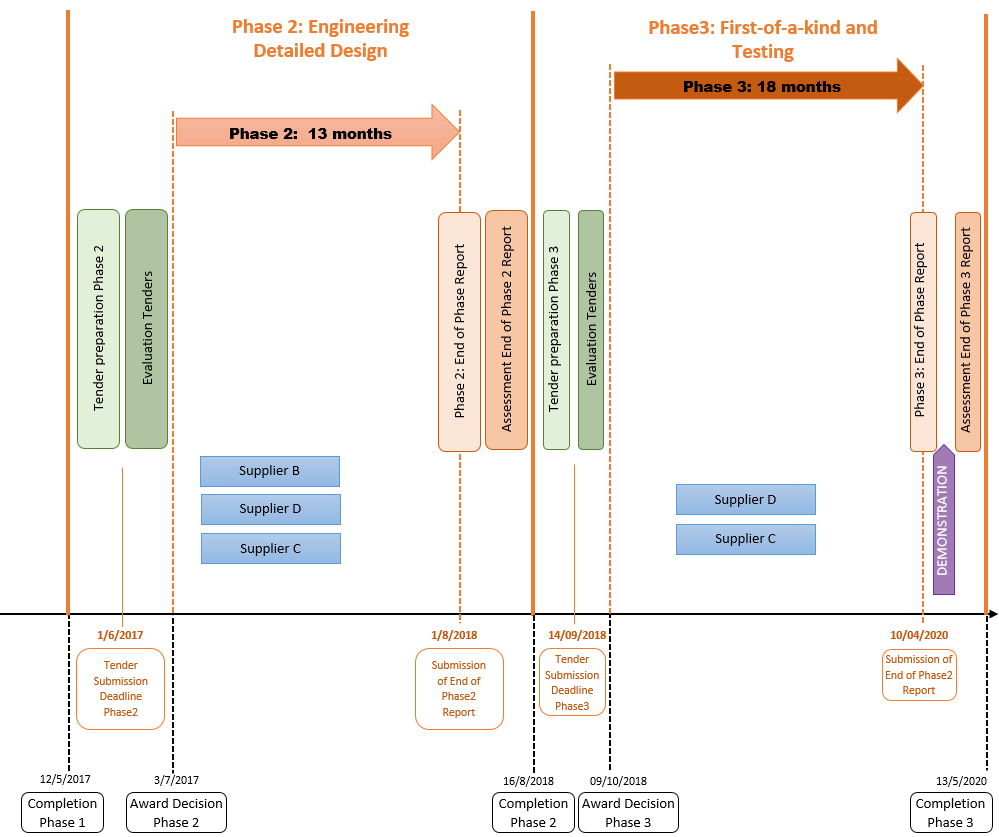 Phase 2: Engineering
Detailed Design
Phase3: First-of-a-kind and
Testing
Phase 2:  13 months
Phase 3: 18 months
Tender preparation Phase 2
Evaluation Tenders
Phase 2: End of Phase Report
Assessment End of Phase 2 Report
Tender preparation Phase 3
Evaluation Tenders
Phase 3: End of Phase Report
Assessment End of Phase 3 Report
Supplier B
Supplier D
Supplier C
Supplier D
Supplier C
DEMONSTRATION
1/6/2017
Tender
Submission
Deadline
Phase2
1/8/2018
Submission
of End of
Phase2
Report
14/09/2018
Tender
Submission
Deadline
Phase3
10/04/2020
Submission of
End of Phase2
Report
12/5/2017
Completion
Phase 1
3/7/2017
Award Decision
Phase 2
16/8/2018
Completion
Phase 2
09/10/2018
Award Decision
Phase 3
13/5/2020
Completion
Phase 3